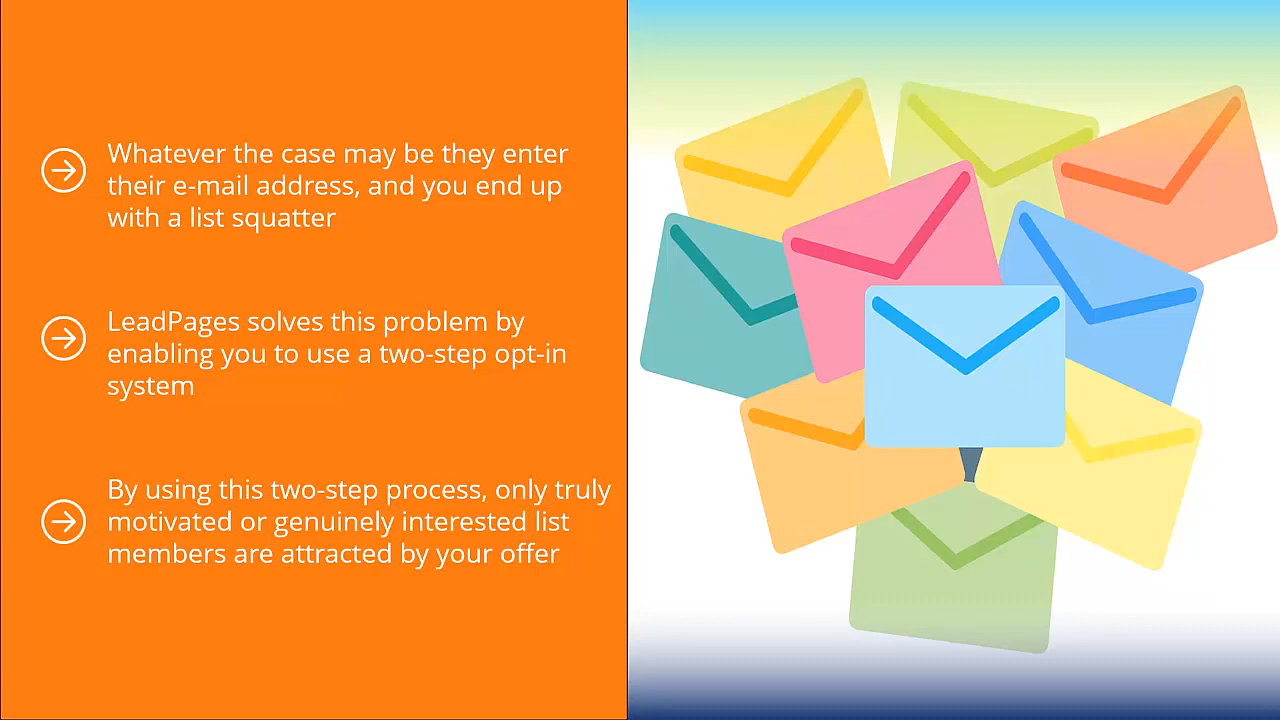 Whatever the case may be they enter
their e-mail address, and you end up
with a list squatter
LeadPages solves this problem by
enabling you to use a two-step opt-in
system
By using this two-step process, only truly
motivated or genuinely interested list
members are attracted by your offer